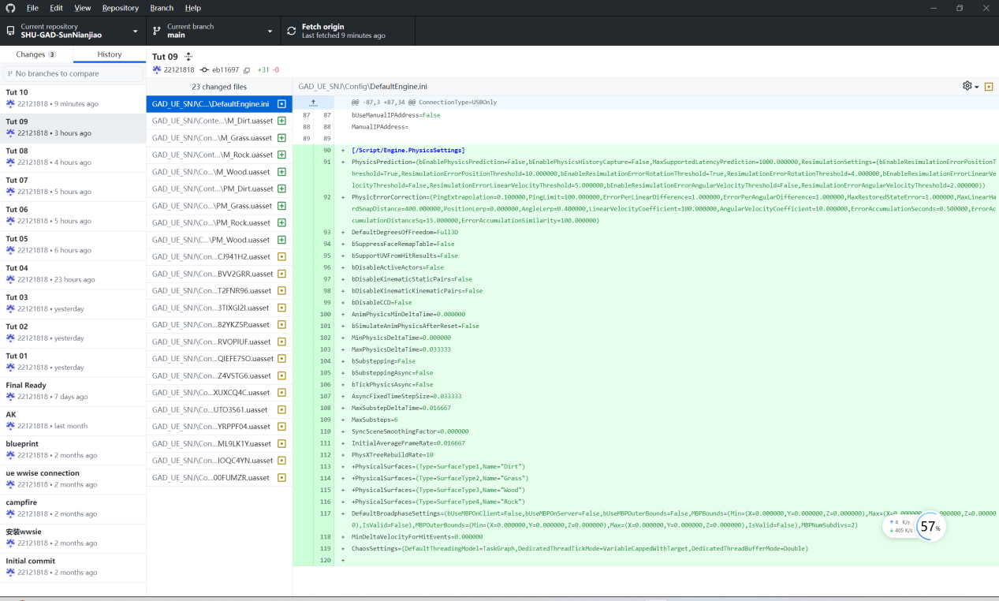 File Edit View Repository Branch Help
Current repository
SHU-GAD-SunNianjiao
Current branch
main
Fetch origin
Last fetched 9 minutes ago
Changes 3 History
No branches to compare
Tut 10
22121818 • 9 minutes ago
Tut 09
22121818 • 3 hours ago
Tut 08
22121818 • 4 hours ago
Tut 07
22121818 • 5 hours ago
Tut 06
22121818 • 5 hours ago
Tut 05
22121818 • 6 hours ago
Tut 04
22121818 • 23 hours ago
Tut 03
22121818 • yesterday
Tut 02
22121818 • yesterday
Tut 01
22121818 • yesterday
Final Ready
22121818 • 7 days ago
AK
22121818 • last month
blueprint
22121818 • 2 months ago
ue wwise connection
22121818 • 2 months ago
campfire
22121818 • 2 months ago
安装wwsie
22121818 • 2 months ago
Initial commit
22121818 • 2 months ago
Tut 09
22121818 eb11697 +31 -0
23 changed files
GAD_UE_SNJ\C...\DefaultEngine.ini
GAD_UE_SNJ\Conte...\M_Dirt.uasset
GAD_UE_SNJ\Con...\M_Grass.uasset
GAD_UE_SNJ\Cont...\M_Rock.uasset
GAD_UE_SNJ\Co...\M_Wood.uasset
GAD_UE_SNJ\Cont...\PM_Dirt.uasset
GAD_UE_SNJ\Co...\PM_Grass.uasset
GAD_UE_SNJ\Co...\PM_Rock.uasset
GAD_UE_SNJ\C...\PM_Wood.uasset
GAD_UE_SNJ\Con...CJ941H2.uasset
GAD_UE_SNJ\Con...BVV2GRR.uasset
GAD_UE_SNJ\Con...T2FNR96.uasset
GAD_UE_SNJ\Con...3TIXGI2I.uasset
GAD_UE_SNJ\Con...82YKZ5P.uasset
GAD_UE_SNJ\Con...RVOPIUF.uasset
GAD_UE_SNJ\Con...QIEFE7SO.uasset
GAD_UE_SNJ\Con...Z4VSTG6.uasset
GAD_UE_SNJ\Co...XUXCQ4C.uasset
GAD_UE_SNJ\Co...UTO3S61.uasset
GAD_UE_SNJ\Con...YRPPF04.uasset
GAD_UE_SNJ\Con...ML9LK1Y.uasset
GAD_UE_SNJ\Con...IOQC4YN.uasset
GAD_UE_SNJ\Co...00FUMZR.uasset
GAD_UE_SNJ\Config\DefaultEngine.ini
@@ -87,3 +87,34 @@ ConnectionType=USBOnly
87 87 bUseManualIPAddress=False
88 88 ManualIPAddress=
89 89
90 + [/Script/Engine.PhysicsSettings]
91 + PhysicsPrediction=(bEnablePhysicsPrediction=False,bEnablePhysicsHistoryCapture=False,MaxSupportedLatencyPrediction=1000.000000,ResimulationSettings=(bEnableResimulationErrorPositionT
hreshold=True,ResimulationErrorPositionThreshold=10.000000,bEnableResimulationErrorRotationThreshold=True,ResimulationErrorRotationThreshold=4.000000,bEnableResimulationErrorLinearVe
locityThreshold=False,ResimulationErrorLinearVelocityThreshold=5.000000,bEnableResimulationErrorAngularVelocityThreshold=False,ResimulationErrorAngularVelocityThreshold=2.000000))
92 + PhysicErrorCorrection=(PingExtrapolation=0.100000,PingLimit=100.000000,ErrorPerLinearDifference=1.000000,ErrorPerAngularDifference=1.000000,MaxRestoredStateError=1.000000,MaxLinearHa
rdSnapDistance=400.000000,PositionLerp=0.000000,AngleLerp=0.400000,LinearVelocityCoefficient=100.000000,AngularVelocityCoefficient=10.000000,ErrorAccumulationSeconds=0.500000,ErrorAc
cumulationDistanceSq=15.000000,ErrorAccumulationSimilarity=100.000000)
93 + DefaultDegreesOfFreedom=Full3D
94 + bSuppressFaceRemapTable=False
95 + bSupportUVFromHitResults=False
96 + bDisableActiveActors=False
97 + bDisableKinematicStaticPairs=False
98 + bDisableKinematicKinematicPairs=False
99 + bDisableCCD=False
100 + AnimPhysicsMinDeltaTime=0.000000
101 + bSimulateAnimPhysicsAfterReset=False
102 + MinPhysicsDeltaTime=0.000000
103 + MaxPhysicsDeltaTime=0.033333
104 + bSubstepping=False
105 + bSubsteppingAsync=False
106 + bTickPhysicsAsync=False
107 + AsyncFixedTimeStepSize=0.033333
108 + MaxSubstepDeltaTime=0.016667
109 + MaxSubsteps=6
110 + SyncSceneSmoothingFactor=0.000000
111 + InitialAverageFrameRate=0.016667
112 + PhysXTreeRebuildRate=10
113 + +PhysicalSurfaces=(Type=SurfaceType1,Name="Dirt")
114 + +PhysicalSurfaces=(Type=SurfaceType2,Name="Grass")
115 + +PhysicalSurfaces=(Type=SurfaceType3,Name="Wood")
116 + +PhysicalSurfaces=(Type=SurfaceType4,Name="Rock")
117 + DefaultBroadphaseSettings=(bUseMBPOnClient=False,bUseMBPOnServer=False,bUseMBPOuterBounds=False,MBPBounds=(Min=(X=0.000000,Y=0.000000,Z=0.000000),Max=(X=0.000000,Y=0.000000,Z=0.00000
0),IsValid=False),MBPOuterBounds=(Min=(X=0.000000,Y=0.000000,Z=0.000000),Max=(X=0.000000,Y=0.000000,Z=0.000000),IsValid=False),MBPNumSubdivs=2)
118 + MinDeltaVelocityForHitEvents=0.000000
119 + ChaosSettings=(DefaultThreadingModel=TaskGraph,DedicatedThreadTickMode=VariableCappedWithTarget,DedicatedThreadBufferMode=Double)
120 +
↑ 4 K/s
↓ 405 K/s
57%